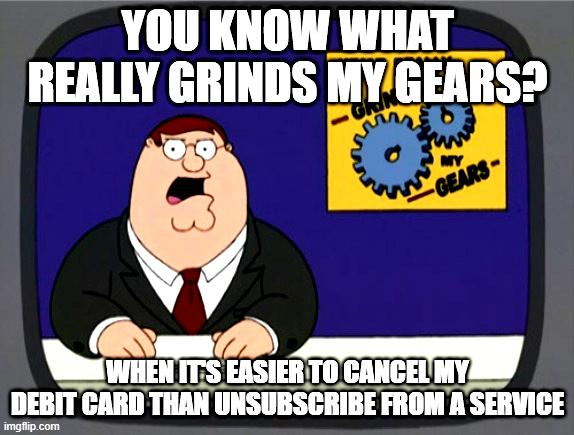 YOU KNOW WHAT
REALLY GRINDS MY GEARS?
MY
GEARS
WHEN IT'S EASIER TO CANCEL MY
DEBIT CARD THAN UNSUBSCRIBE FROM A SERVICE
imgflip.com